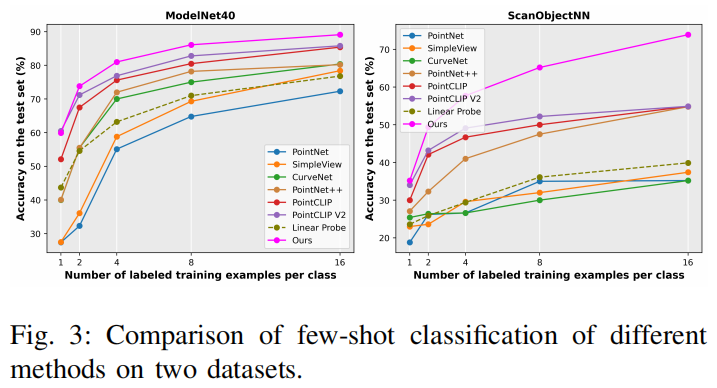 ModelNet40
Accuracy on the test set (%)
90
80
70
60
50
40
30
1 2 4 8 16
Number of labeled training examples per class
PointNet
SimpleView
CurveNet
PointNet++
PointCLIP
PointCLIP V2
Linear Probe
Ours
ScanObjectNN
Accuracy on the test set (%)
70
60
50
40
30
20
1 2 4 8 16
Number of labeled training examples per class
PointNet
SimpleView
CurveNet
PointNet++
PointCLIP
PointCLIP V2
Linear Probe
Ours
Fig. 3: Comparison of few-shot classification of different
methods on two datasets.